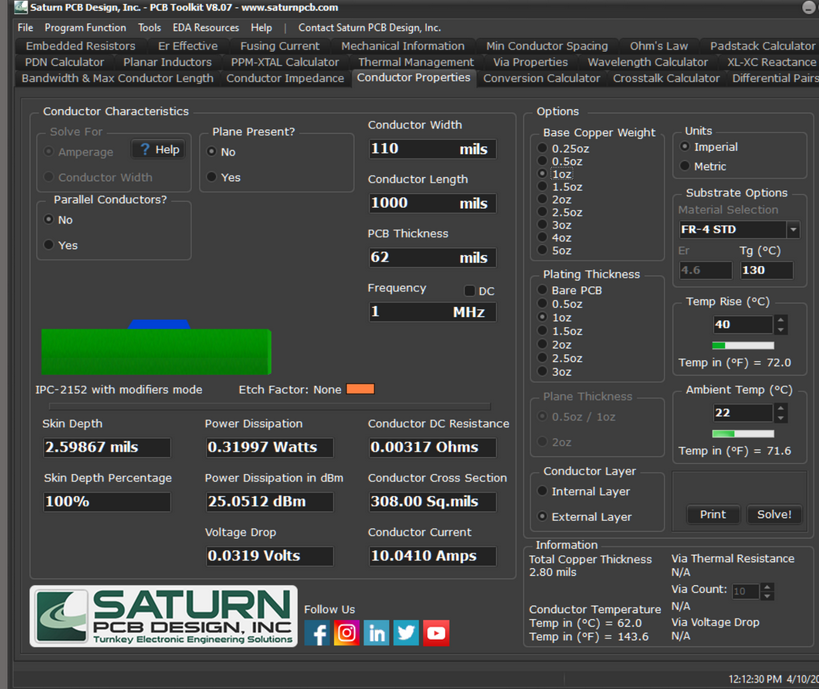 Saturn PCB Design, Inc. - PCB Toolkit V8.07 - www.saturnpcb.com
File Program Function Tools EDA Resources Help | Contact Saturn PCB Design, Inc.
Embedded Resistors Er Effective Fusing Current Mechanical Information Min Conductor Spacing Ohm's Law Padstack Calculator
PDN Calculator Planar Inductors PPM-XTAL Calculator Thermal Management Via Properties Wavelength Calculator XL-XC Reactance
Bandwidth & Max Conductor Length Conductor Impedance Conductor Properties Conversion Calculator Crosstalk Calculator Differential Pairs
Conductor Characteristics
Solve For
Amperage
? Help
Conductor Width
Plane Present?
No
Yes
Parallel Conductors?
No
Yes
Conductor Width
110 mils
Conductor Length
1000 mils
PCB Thickness
62 mils
Frequency DC
1 MHz
IPC-2152 with modifiers mode Etch Factor: None
Skin Depth
2.59867 mils
Skin Depth Percentage
100%
Power Dissipation
0.31997 Watts
Power Dissipation in dBm
25.0512 dBm
Voltage Drop
0.0319 Volts
Conductor DC Resistance
0.00317 Ohms
Conductor Cross Section
308.00 Sq.mils
Conductor Current
10.0410 Amps
Options
Base Copper Weight
0.25oz
0.5oz
1oz
1.5oz
2oz
2.5oz
3oz
4oz
5oz
Plating Thickness
Bare PCB
0.5oz
1oz
1.5oz
2oz
2.5oz
3oz
Plane Thickness
0.5oz / 1oz
2oz
Conductor Layer
Internal Layer
External Layer
Units
Imperial
Metric
Substrate Options
Material Selection
FR-4 STD
Er Tg (°C)
4.6 130
Temp Rise (°C)
40
Temp in (°F) = 72.0
Ambient Temp (°C)
22
Temp in (°F) = 71.6
Print Solve!
Information
Total Copper Thickness
2.80 mils
Conductor Temperature
Temp in (°C) = 62.0
Temp in (°F) = 143.6
Via Thermal Resistance
N/A
Via Count: 10
N/A
Via Voltage Drop
N/A
SATURN
PCB DESIGN, INC
Turnkey Electronic Engineering Solutions
Follow Us
12:12:30 PM 4/10/20